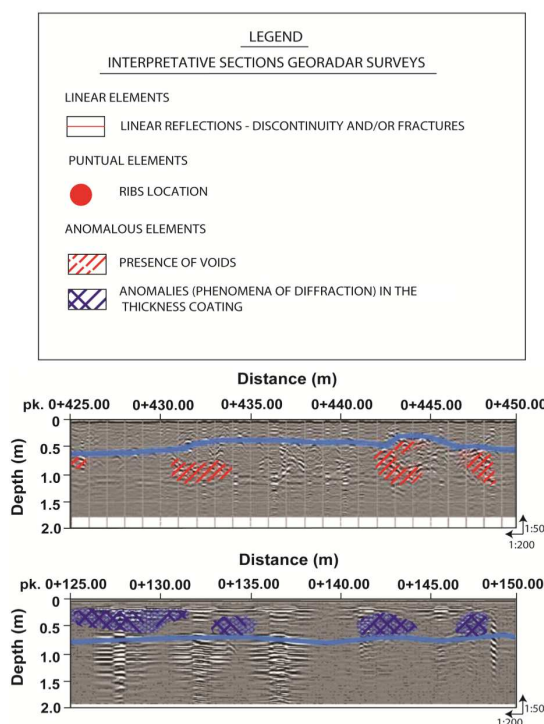 LEGEND
INTERPRETATIVE SECTIONS GEORADAR SURVEYS
LINEAR ELEMENTS
LINEAR REFLECTIONS - DISCONTINUITY AND/OR FRACTURES
PUNTUAL ELEMENTS
RIBS LOCATION
ANOMALOUS ELEMENTS
PRESENCE OF VOIDS
ANOMALIES (PHENOMENA OF DIFFRACTION) IN THE
THICKNESS COATING
Distance (m)
pk. 0+425.00 0+430.00 0+435.00 0+440.00 0+445.00 0+450.00
0
0.5
1.0
1.5
2.0
Depth (m)
1:50
1:200
Distance (m)
pk. 0+125.00 0+130.00 0+135.00 0+140.00 0+145.00 0+150.00
0
0.5
1.0
1.5
2.0
Depth (m)
1:50
1:200